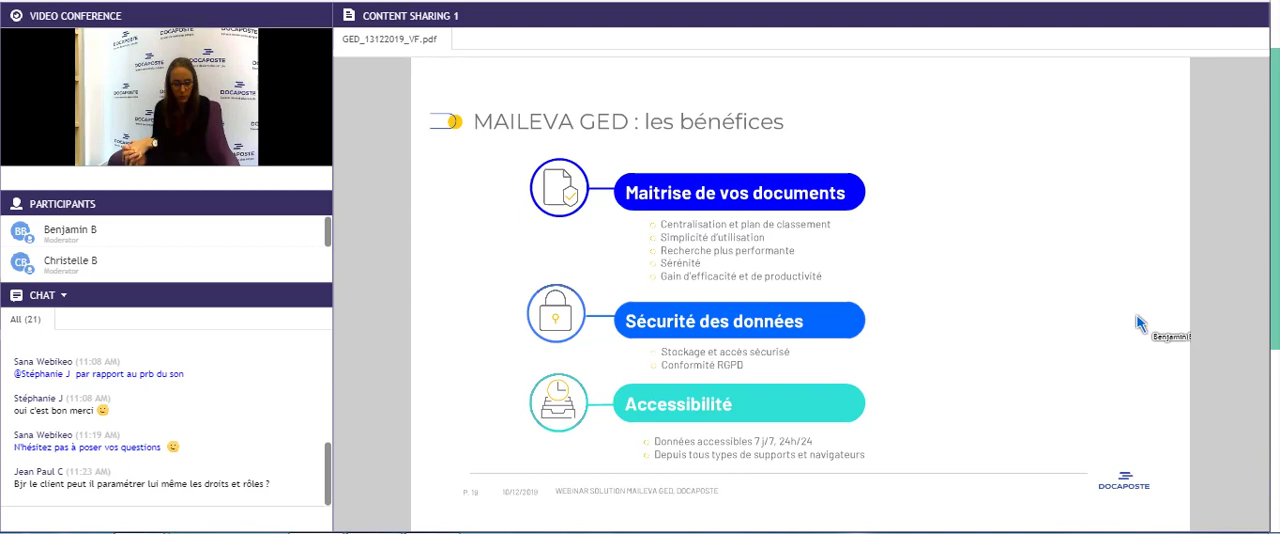 VIDEO CONFERENCE
DOCAPOSTE
DOCAPOSTE
DOCAPOSTE
DOCAPOSTE
DOCAPOSTE
PARTICIPANTS
BB
Benjamin B
Moderator
CB
Christelle B
Moderator
CHAT
All (21)
Sana Webikeo (11:08 AM)
@Stéphanie J par rapport au prb du son
Stéphanie J (11:08 AM)
oui c'est bon merci
Sana Webikeo (11:19 AM)
N'hésitez pas à poser vos questions
Jean Paul C (11:23 AM)
Bjr le client peut il paramétrer lui même les droits et rôles ?
CONTENT SHARING 1
GED_13122019_VF.pdf
MAILEVA GED : les bénéfices
Maitrise de vos documents
Centralisation et plan de classement
Simplicité d'utilisation
Recherche plus performante
Sérénité
Gain d'efficacité et de productivité
Sécurité des données
Stockage et accès sécurisé
Conformité RGPD
Accessibilité
Données accessibles 7 j/7, 24h/24
Depuis tous types de supports et navigateurs
10/12/2019
WEBINAR SOLUTION MAILEVA GED, DOCAPOSTE
DOCAPOSTE